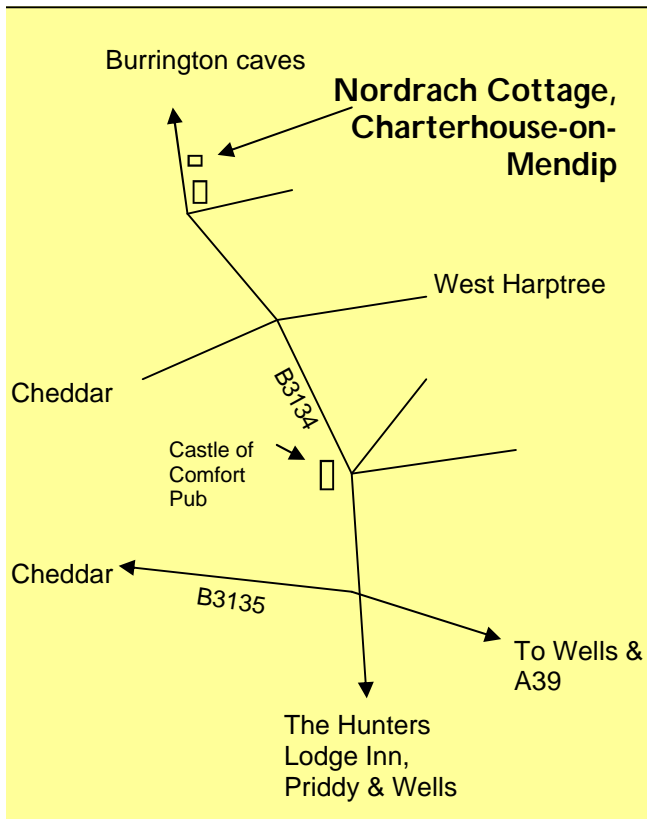 Burrington caves
Nordrach Cottage,
Charterhouse-on-
Mendip
West Harptree
Cheddar
B3134
Castle of
Comfort
Pub
Cheddar
B3135
To Wells &
A39
The Hunters
Lodge Inn,
Priddy & Wells